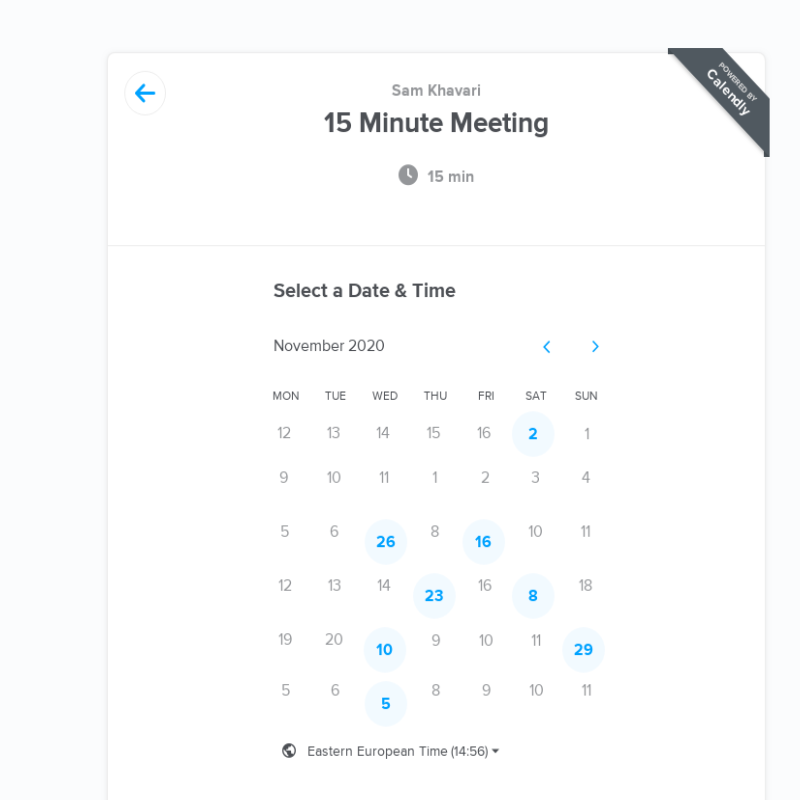 POWERED BY
Calendly
Sam Khavari
15 Minute Meeting
15 min
Select a Date & Time
November 2020
MON TUE WED THU FRI SAT SUN
12 13 14 15 16 2 1
9 10 11 1 2 3 4
5 6 26 8 16 10 11
12 13 14 23 16 8 18
19 20 10 9 10 11 29
5 6 5 8 9 10 11
Eastern European Time (14:56)